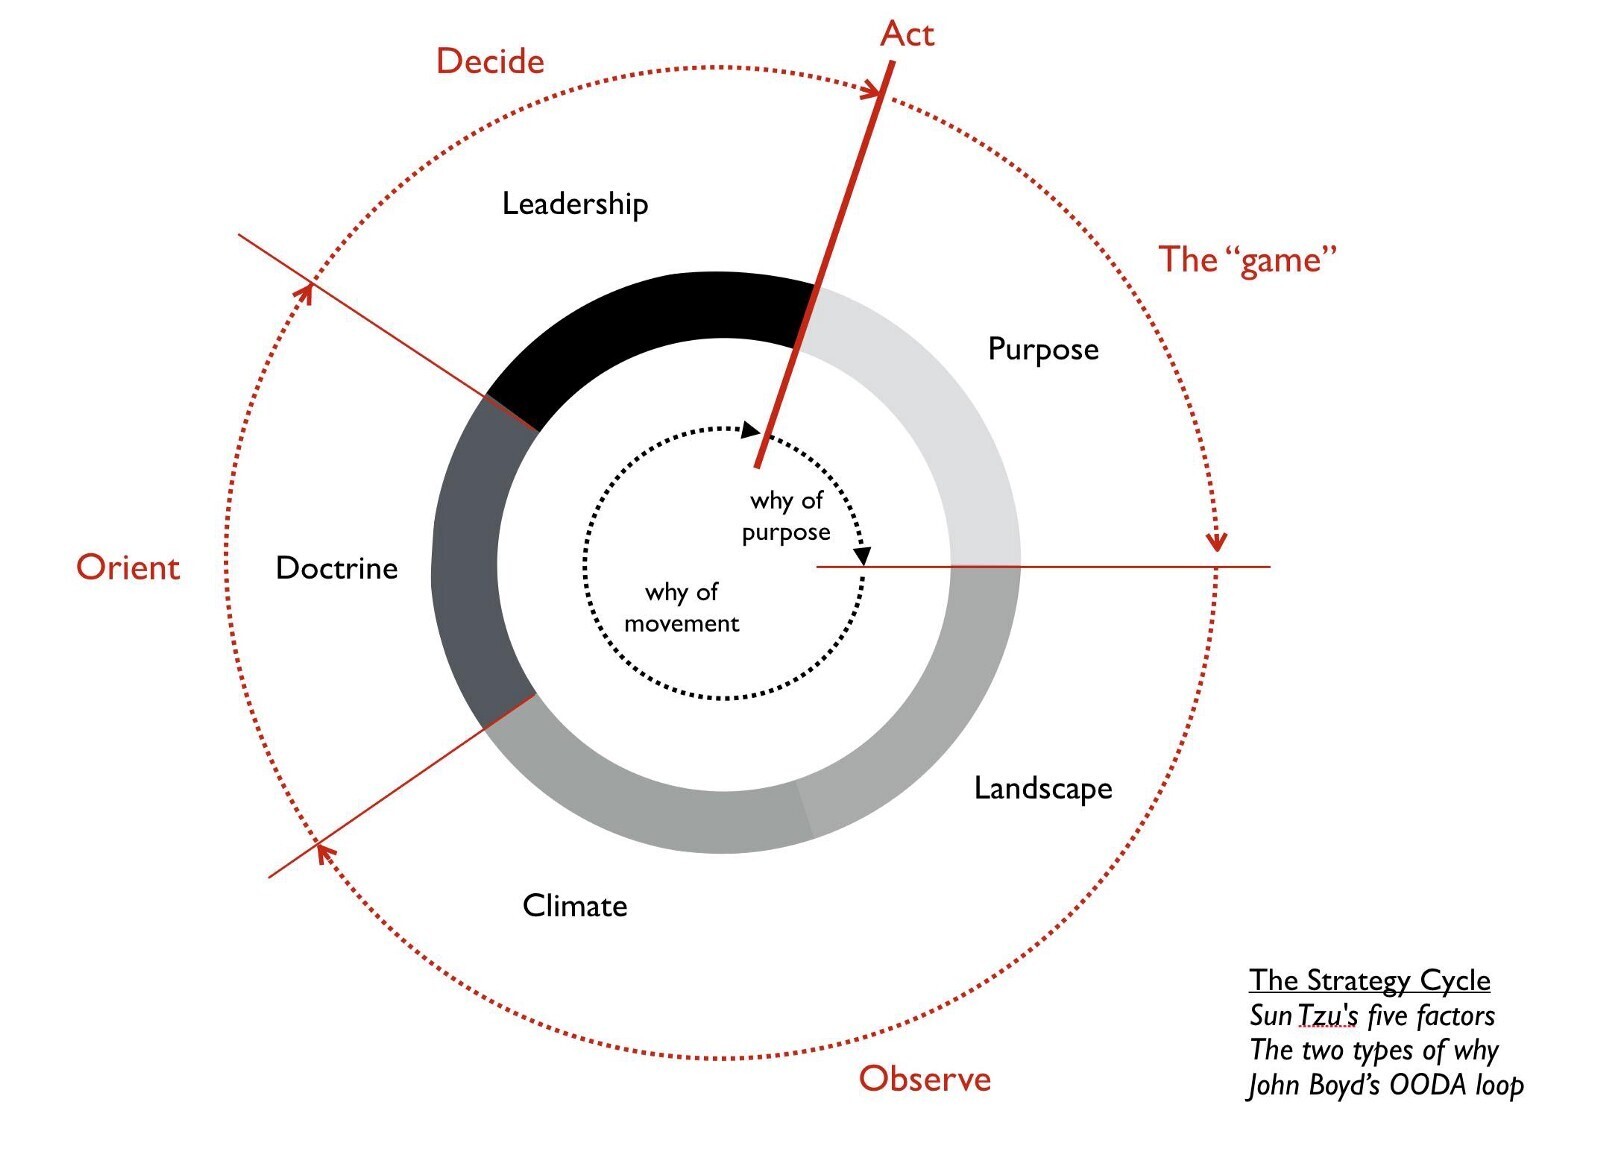 Act
Decide
Leadership
The “game”
Purpose
why of
purpose
Orient
Doctrine
why of
movement
Landscape
Climate
Observe
The Strategy Cycle
Sun Tzu's five factors
The two types of why
John Boyd’s OODA loop